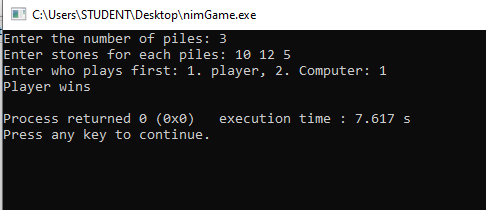 C:\Users\STUDENT\Desktop\nimGame.exe
Enter the number of piles: 3
Enter stones for each piles: 10 12 5
Enter who plays first: 1. player, 2. Computer: 1
Player wins
Process returned 0 (0x0)   execution time : 7.617 s
Press any key to continue.